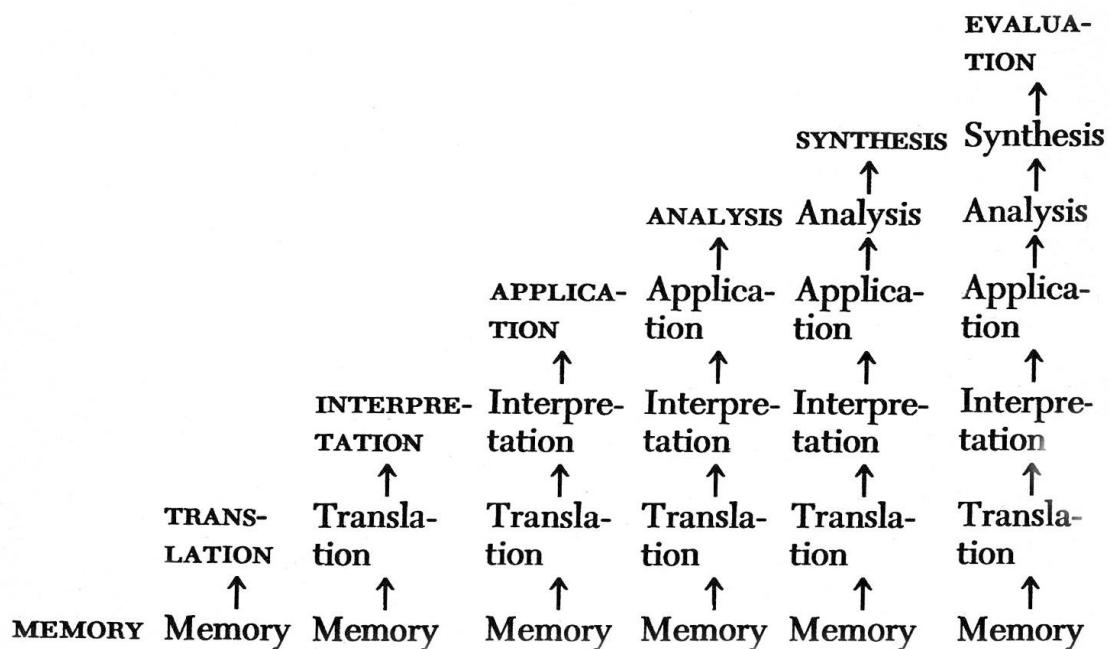 EVALUA-
TION
SYNTHESIS Synthesis
ANALYSIS Analysis Analysis
APPLICA- Applica- Applica- Applica-
TION tion tion tion
INTERPRE- Interpre- Interpre- Interpre- Interpre-
TATION tation tation tation tation
TRANS- Transla- Transla- Transla- Transla- Transla-
LATION tion tion tion tion tion
MEMORY Memory Memory Memory Memory Memory Memory